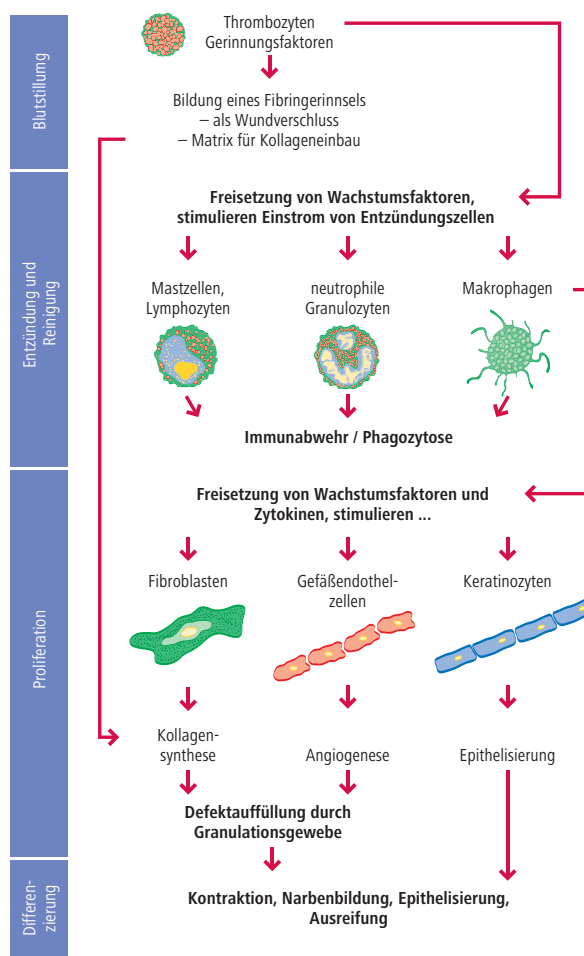 Blutstillumg
Thrombozyten
Gerinnungsfaktoren
Bildung eines Fibringerinnsels
– als Wundverschluss
– Matrix für Kollageneinbau
Entzündung und
Reinigung
Freisetzung von Wachstumsfaktoren,
stimulieren Einstrom von Entzündungszellen
Mastzellen,
Lymphozyten
neutrophile
Granulozyten
Makrophagen
Immunabwehr / Phagozytose
Proliferation
Freisetzung von Wachstumsfaktoren und
Zytokinen, stimulieren ...
Fibroblasten
Gefäßendothel-
zellen
Keratinozyten
Kollagen-
synthese
Angiogenese
Epithelisierung
Defektauffüllung durch
Granulationsgewebe
Differen-
zierung
Kontraktion, Narbenbildung, Epithelisierung,
Ausreifung